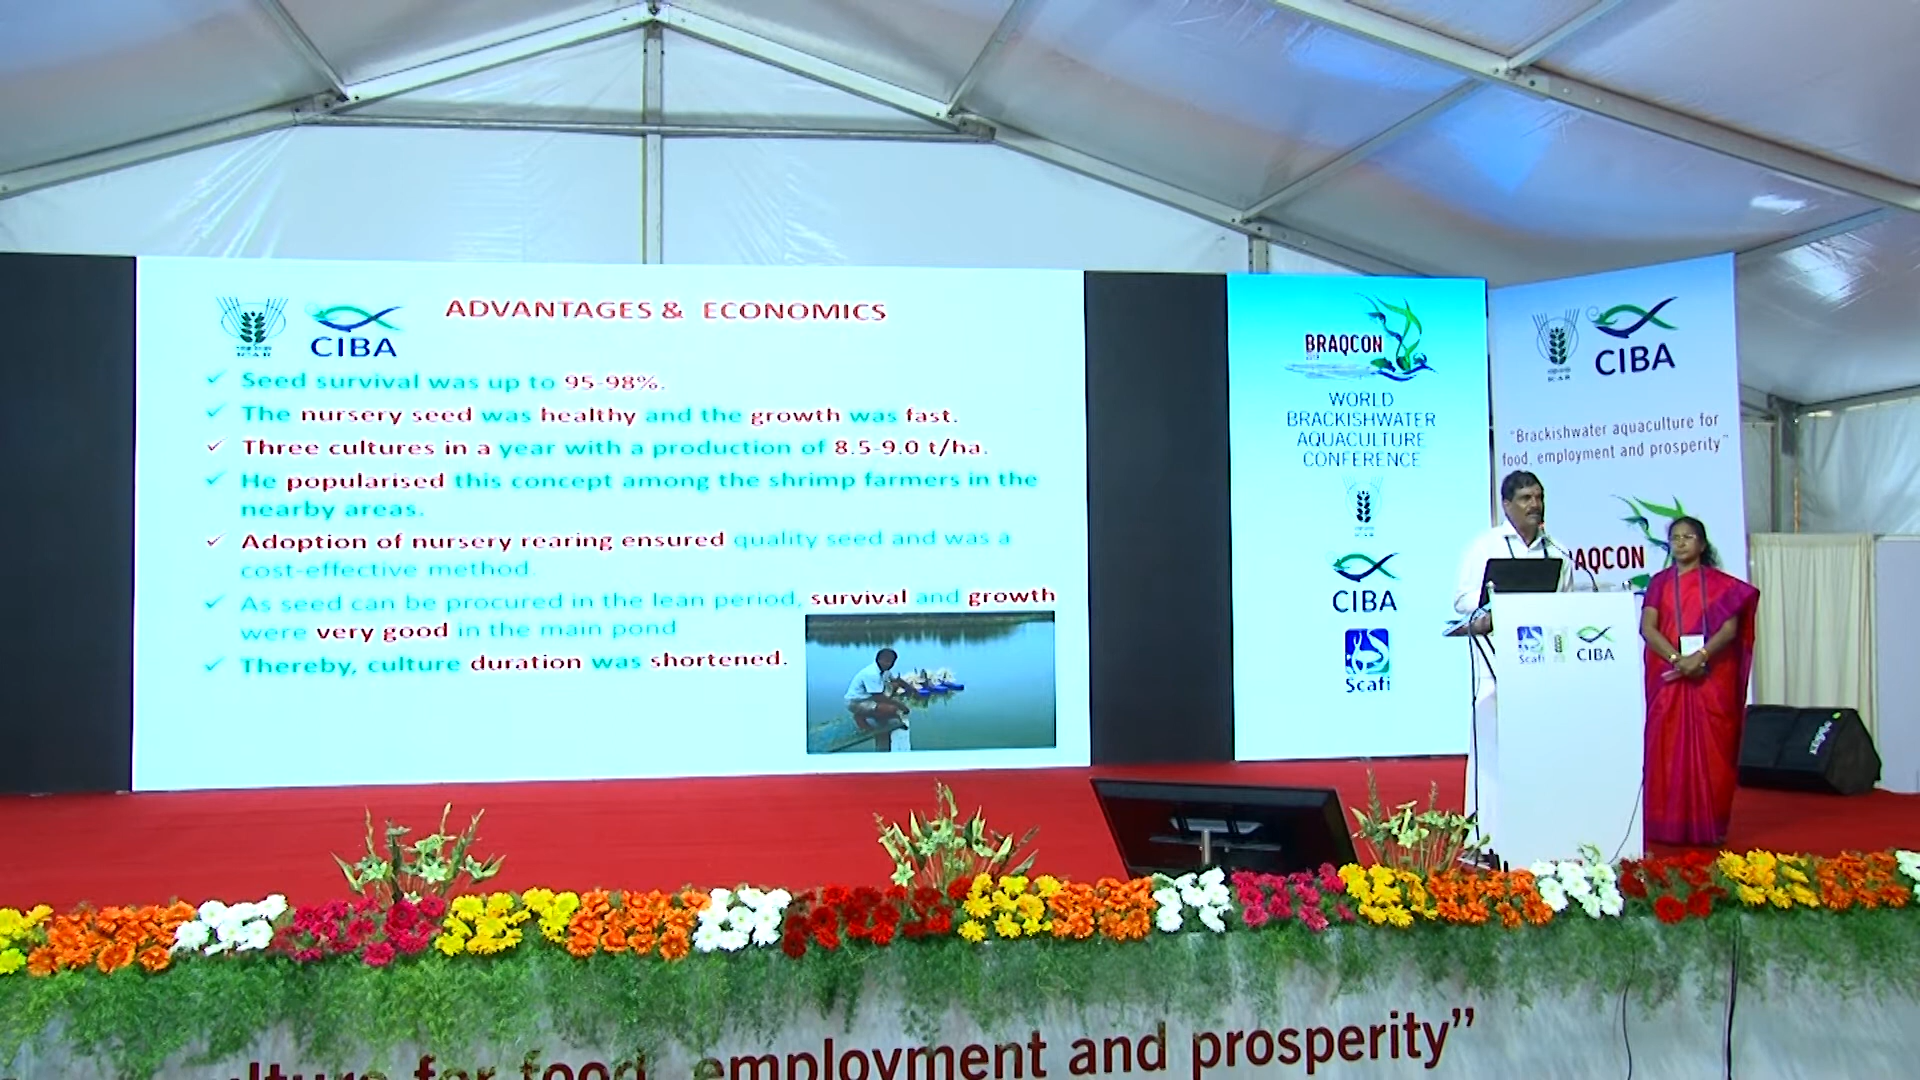 ADVANTAGES & ECONOMICS
CIBA
Seed survival was up to 95-98%.
The nursery seed was healthy and the growth was fast.
Three cultures in a year with a production of 8.5-9.0 t/ha.
He popularised this concept among the shrimp farmers in the
nearby areas.
Adoption of nursery rearing ensured quality seed and was a
cost-effective method.
As seed can be procured in the lean period, survival and growth
were very good in the main pond
Thereby, culture duration was shortened.
BRAQCON
WORLD
BRACKISHWATER
AQUACULTURE
CONFERENCE
CIBA
Scafi
CIBA
"Brackishwater aquaculture for
food, employment and prosperity"
AQCON
Scafi
CIBA
for food, employment and prosperity"